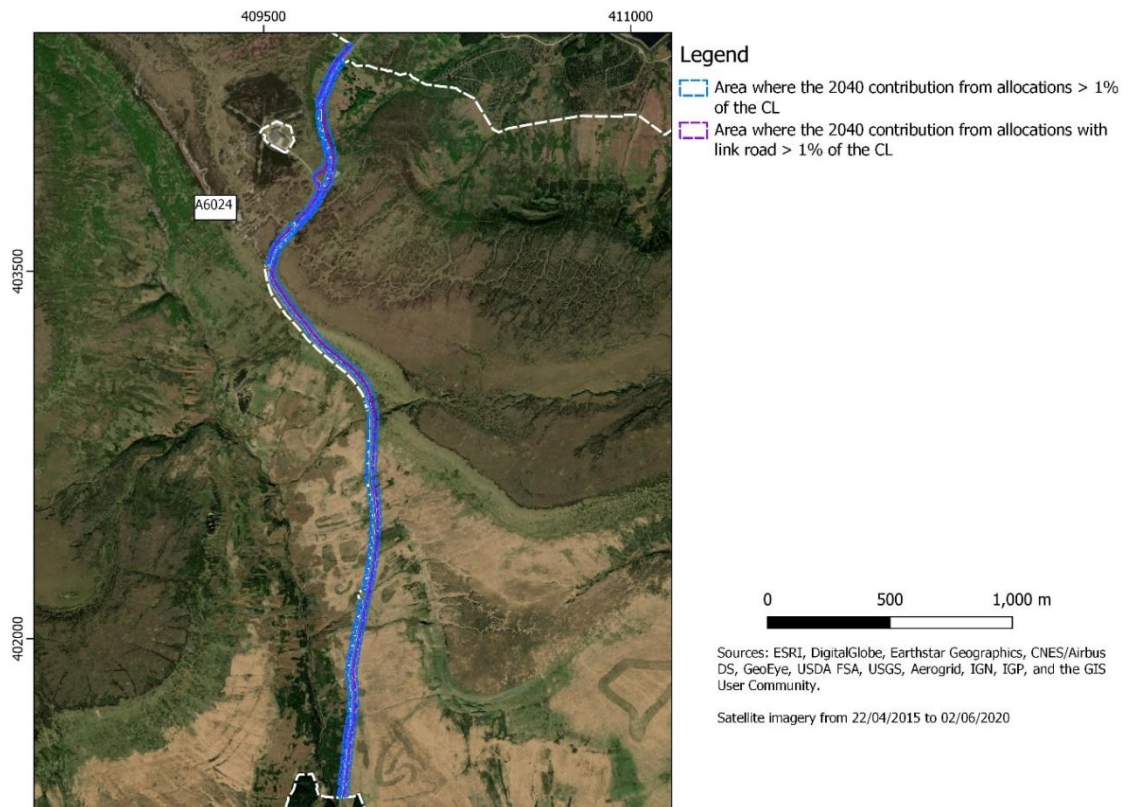 409500
411000
403500
402000
A6024
Legend
Area where the 2040 contribution from allocations > 1%
of the CL
Area where the 2040 contribution from allocations with
link road > 1% of the CL
0 500 1,000 m
Sources: ESRI, DigitalGlobe, Earthstar Geographics, CNES/Airbus
DS, GeoEye, USDA FSA, USGS, Aerogrid, IGN, IGP, and the GIS
User Community.
Satellite imagery from 22/04/2015 to 02/06/2020